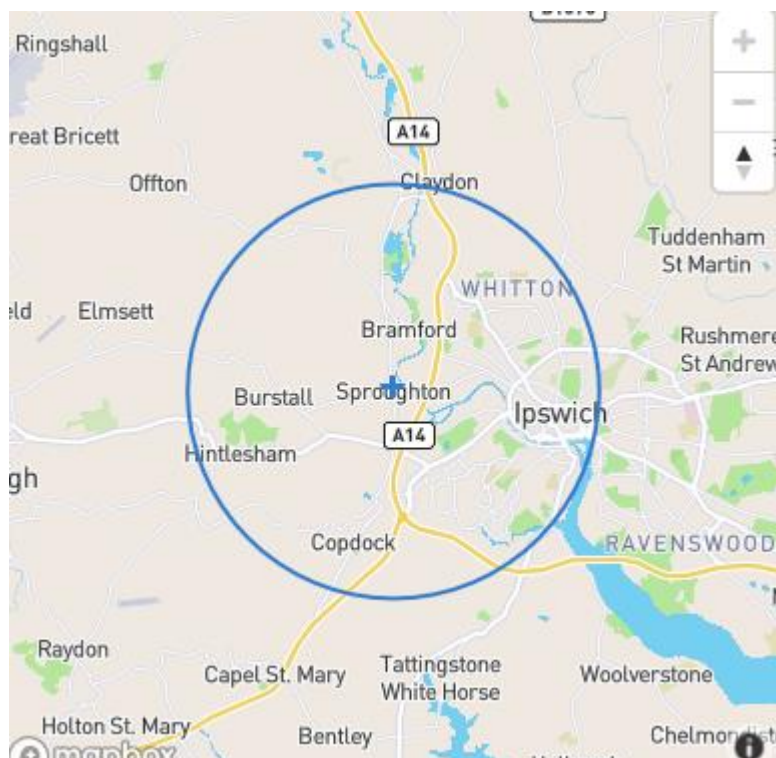 Ringshall
A14
reat Bricett
Offton
Claydon
Tuddenham
St Martin
WHITTON
eld
Elmsett
Bramford
Rushmere
St Andrew
Burstall
Sproughton
Ipswich
A14
Hintlesham
gh
Copdock
RAVENSWOOD
Raydon
Capel St. Mary
Tattingstone
White Horse
Woolverstone
Holton St. Mary
Bentley
mapbox